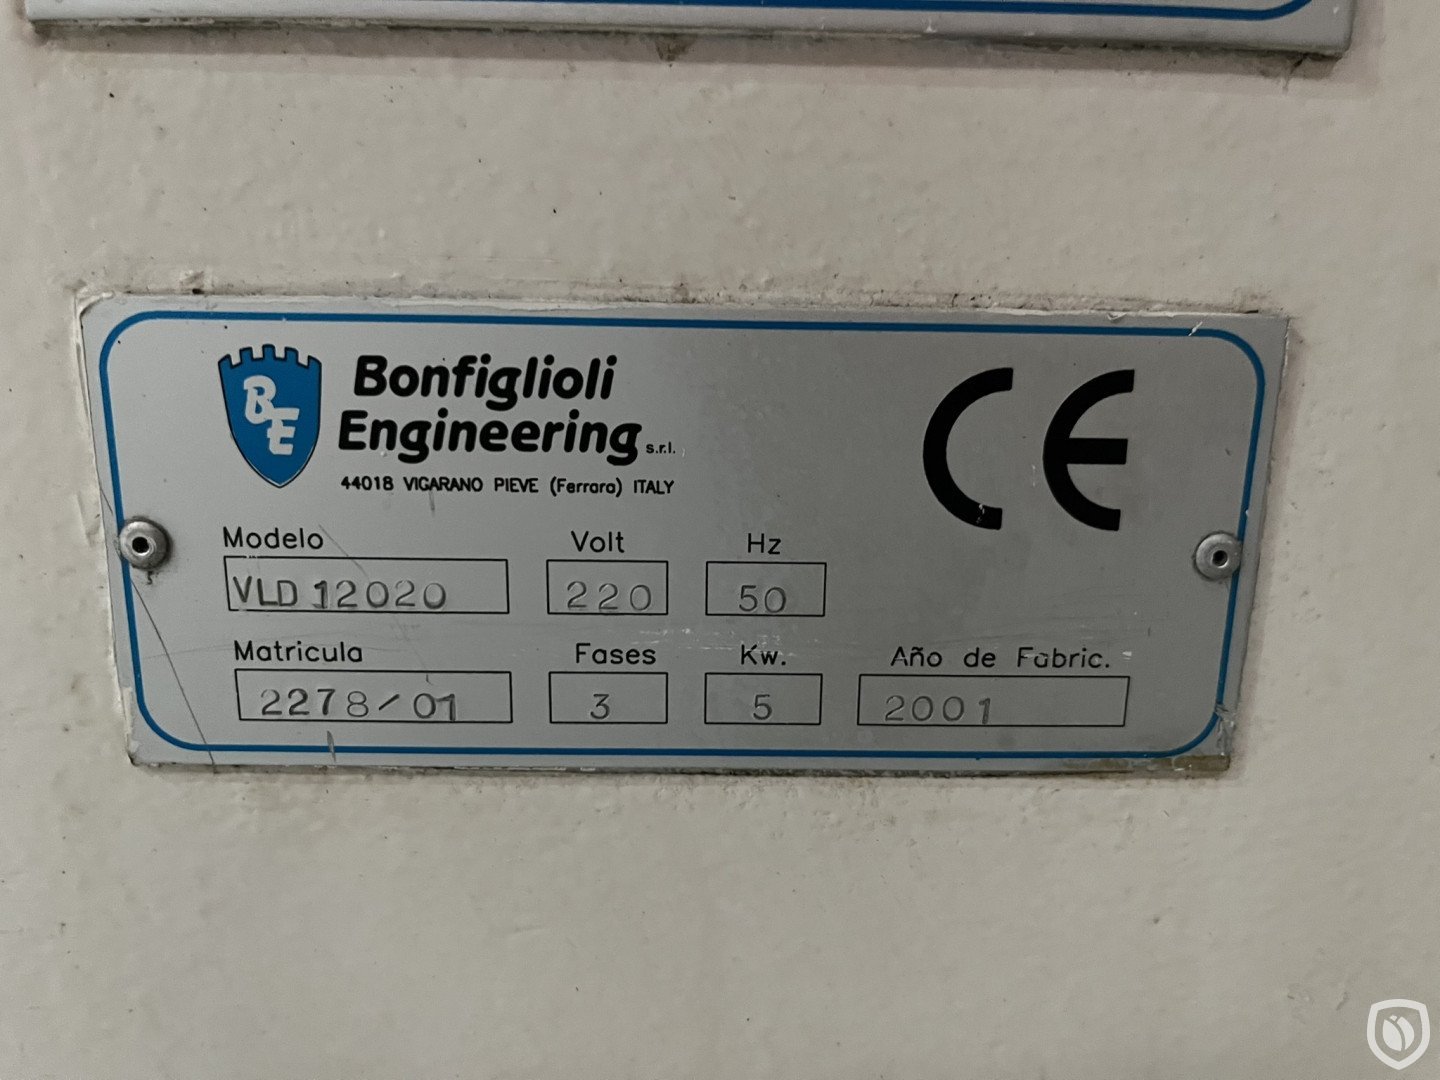 BE
Bonfiglioli
Engineering s.r.l.
44018 VIGARANO PIEVE (Ferrara) ITALY
CE
Modelo Volt Hz
VLD 12020 220 50
Matricula Fases Kw. Año de Fabric.
2278/01 3 5 2001